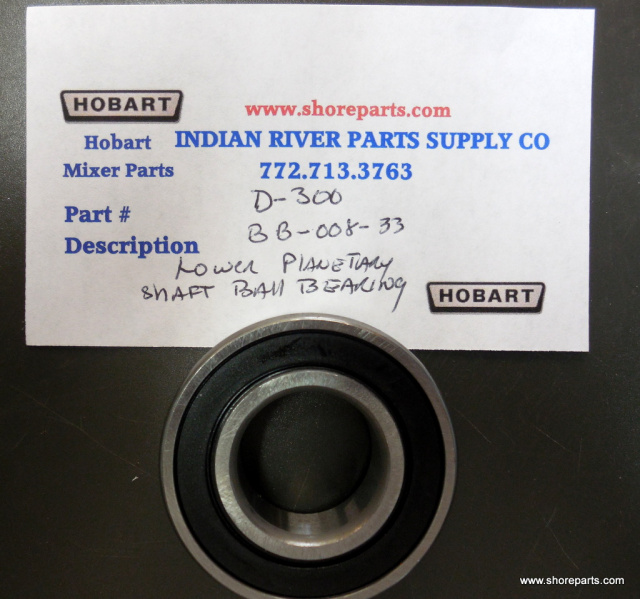 HOBART
www.shoreparts.com
Hobart INDIAN RIVER PARTS SUPPLY CO
Mixer Parts 772.713.3763
D-300
Part # BB-008-33
Description
Lower Planetary
Shaft Ball Bearing
HOBART
www.shoreparts.com